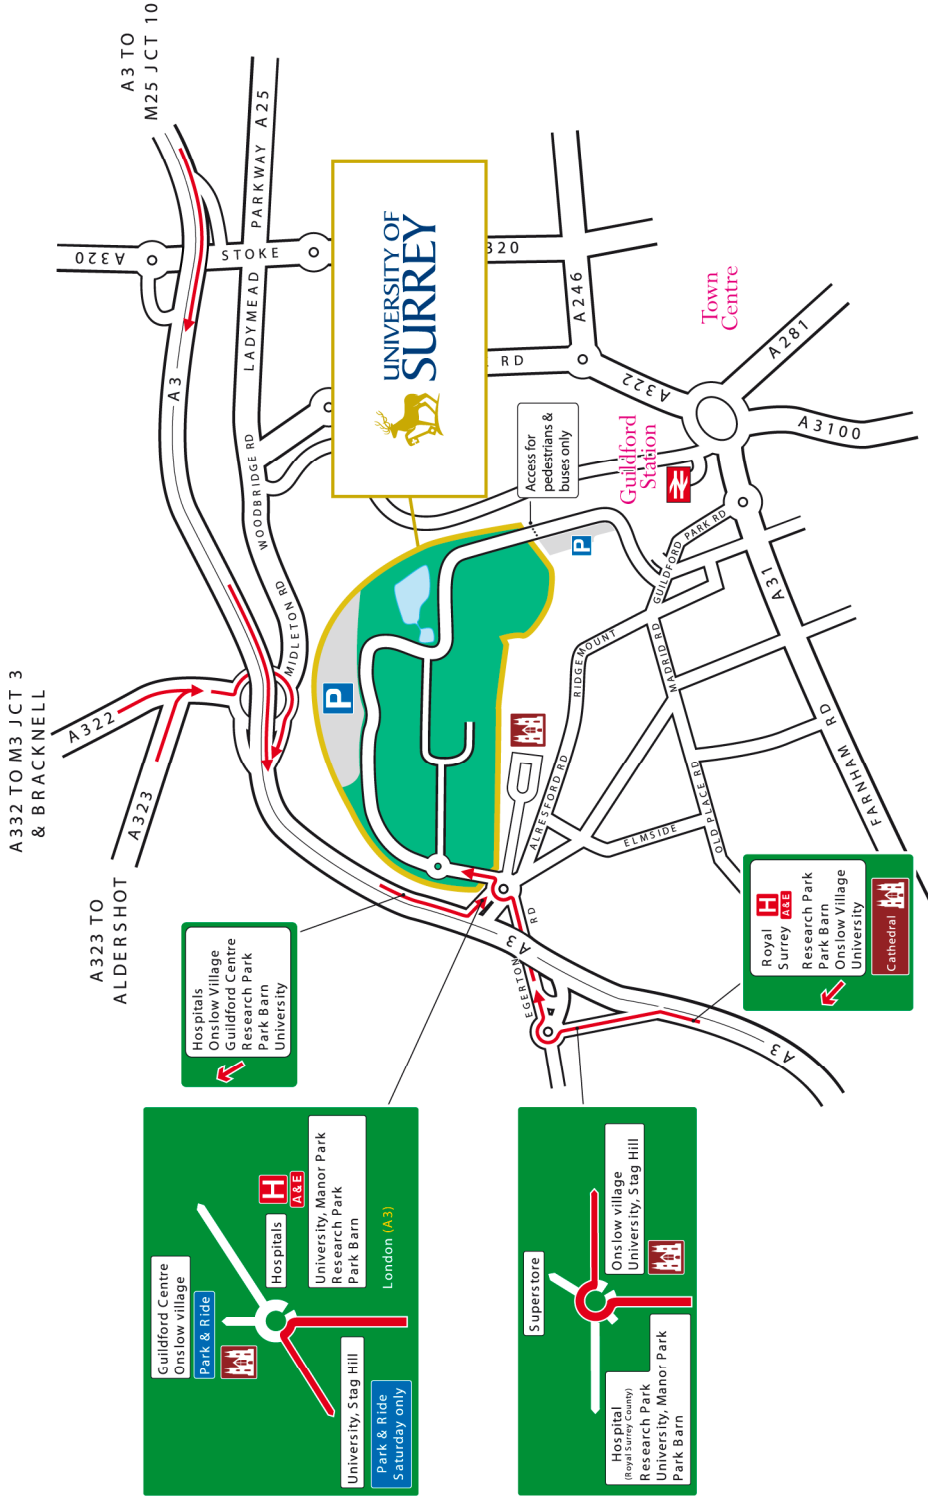 A332 TO M3 JCT 3
& BRACKNELL
A323 TO
ALDERSHOT
A3 TO
M25 JCT 10
A322
A323
A320
STOKE
A3
LADYMEAD
PARKWAY A25
WOODBRIDGE RD
MIDLETON RD
UNIVERSITY OF
SURREY
320
RD
A246
A322
Town
Centre
A281
A3100
Access for
pedestrians &
buses only
Guildford
Station
P
P
GUILDFORD PARK RD
A31
RIDGEMOUNT
MADRID RD
ALRESFORD RD
ELMSIDE
OLD PLACE RD
FARNHAM RD
EGERTON RD
A3
A3
Hospitals
Onslow Village
Guildford Centre
Research Park
Park Barn
University
Royal
Surrey
H
A&E
Research Park
Park Barn
Onslow Village
University
Cathedral
Guildford Centre
Onslow village
Park & Ride
Hospitals
H
A&E
University, Manor Park
Research Park
Park Barn
London (A3)
University, Stag Hill
Park & Ride
Saturday only
Superstore
Onslow village
University, Stag Hill
Hospital
(Royal Surrey County)
Research Park
University, Manor Park
Park Barn